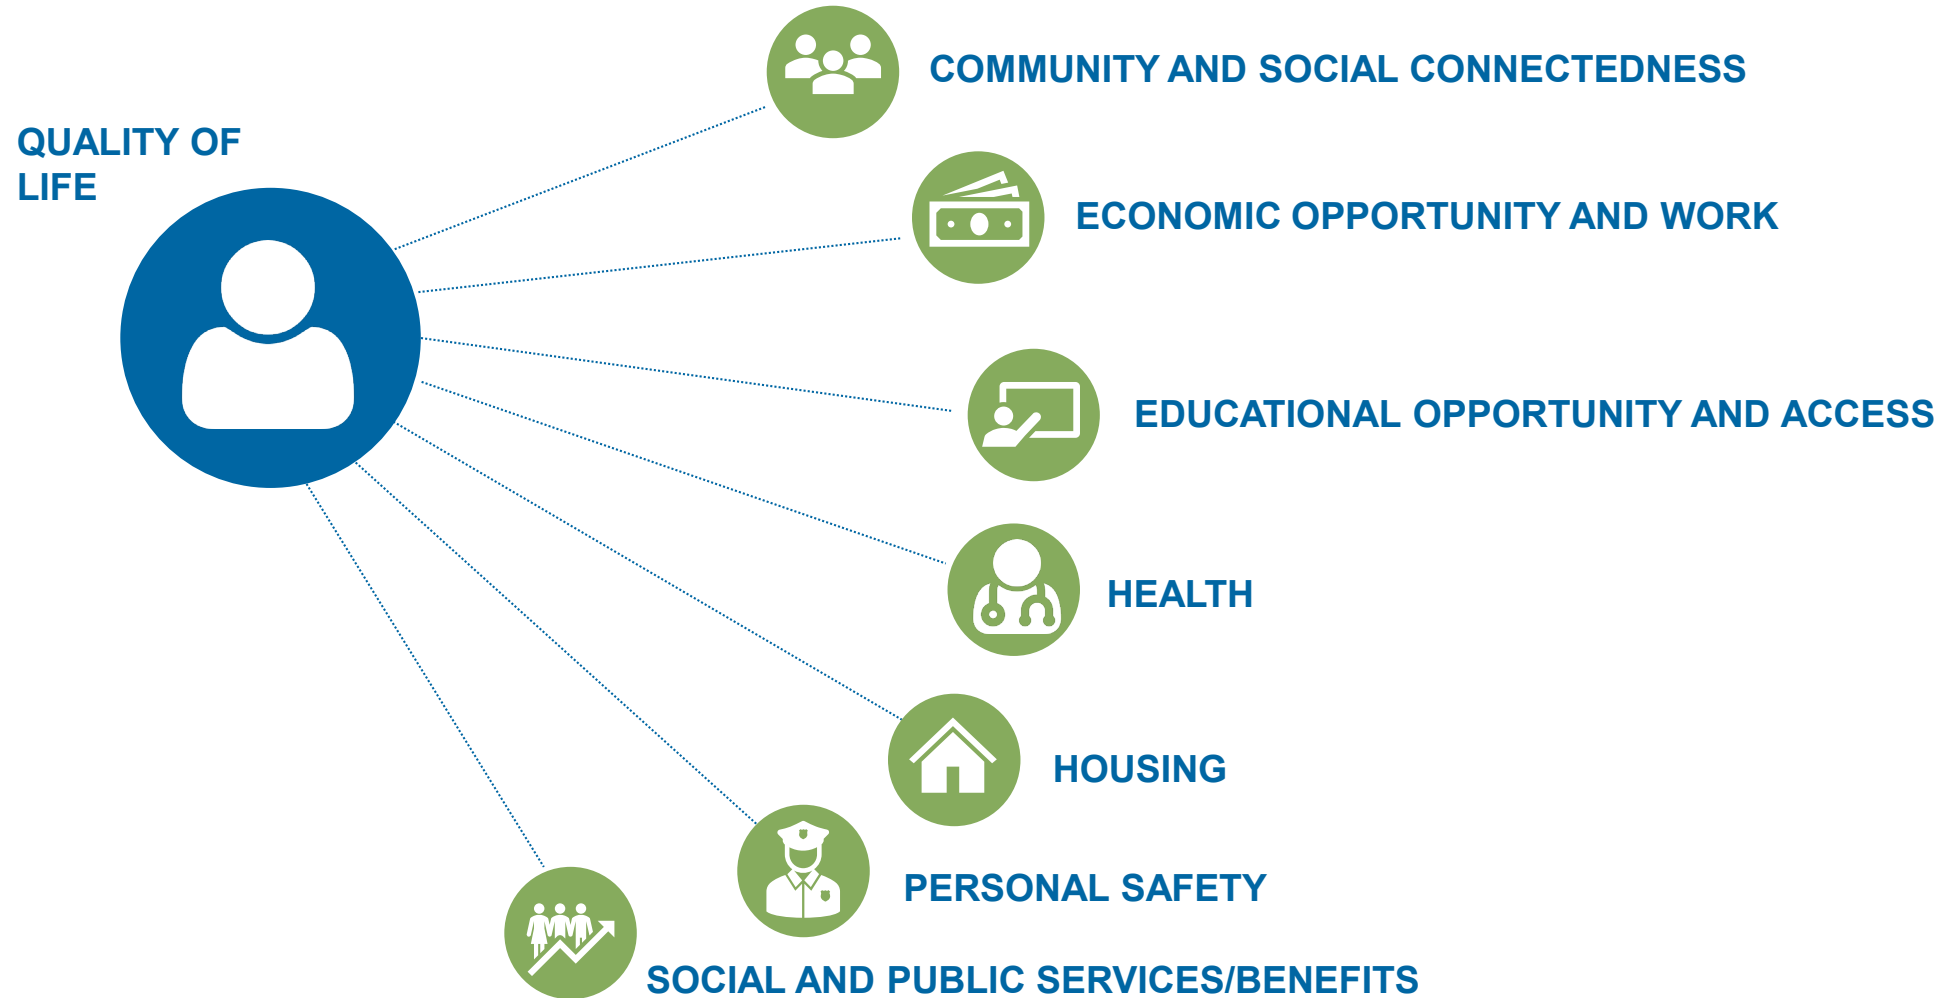 COMMUNITY AND SOCIAL CONNECTEDNESS
QUALITY OF
LIFE
ECONOMIC OPPORTUNITY AND WORK
EDUCATIONAL OPPORTUNITY AND ACCESS
HEALTH
HOUSING
PERSONAL SAFETY
SOCIAL AND PUBLIC SERVICES/BENEFITS